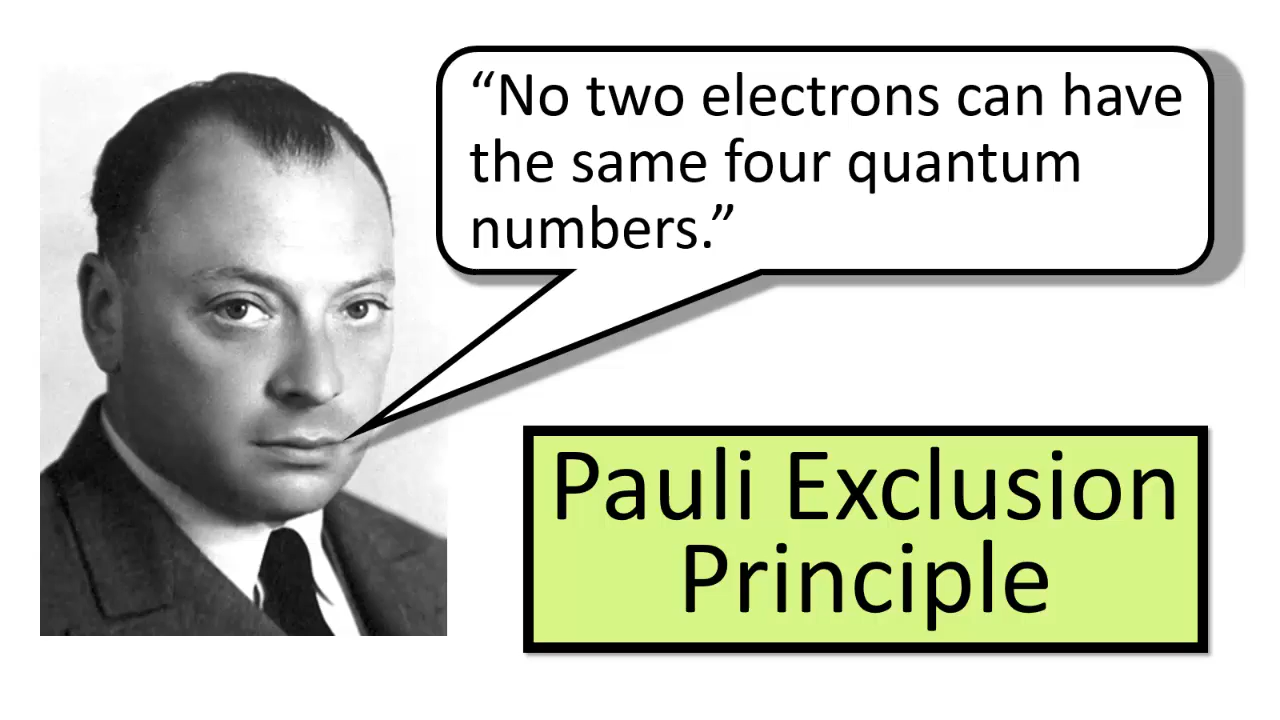 “No two electrons can have
the same four quantum
numbers.”
Pauli Exclusion
Principle